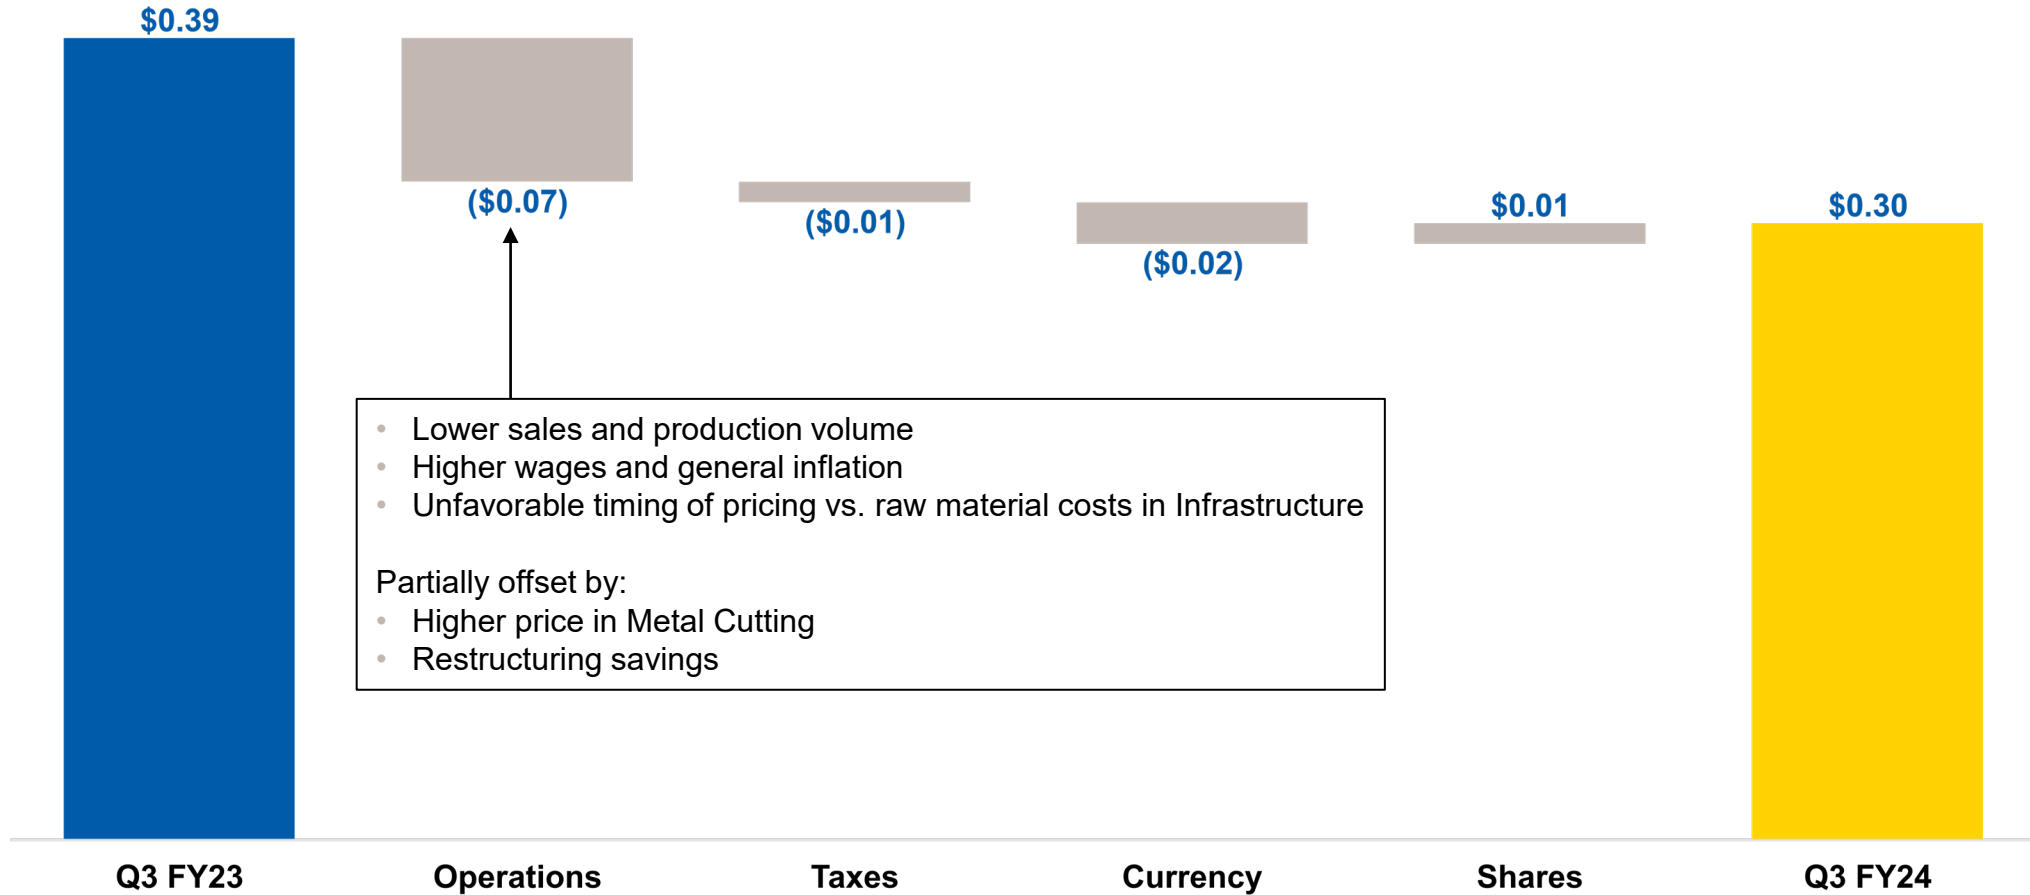 $0.39
($0.07)
($0.01)
($0.02)
$0.01
$0.30
• Lower sales and production volume
• Higher wages and general inflation
• Unfavorable timing of pricing vs. raw material costs in Infrastructure
Partially offset by:
• Higher price in Metal Cutting
• Restructuring savings
Q3 FY23
Operations
Taxes
Currency
Shares
Q3 FY24